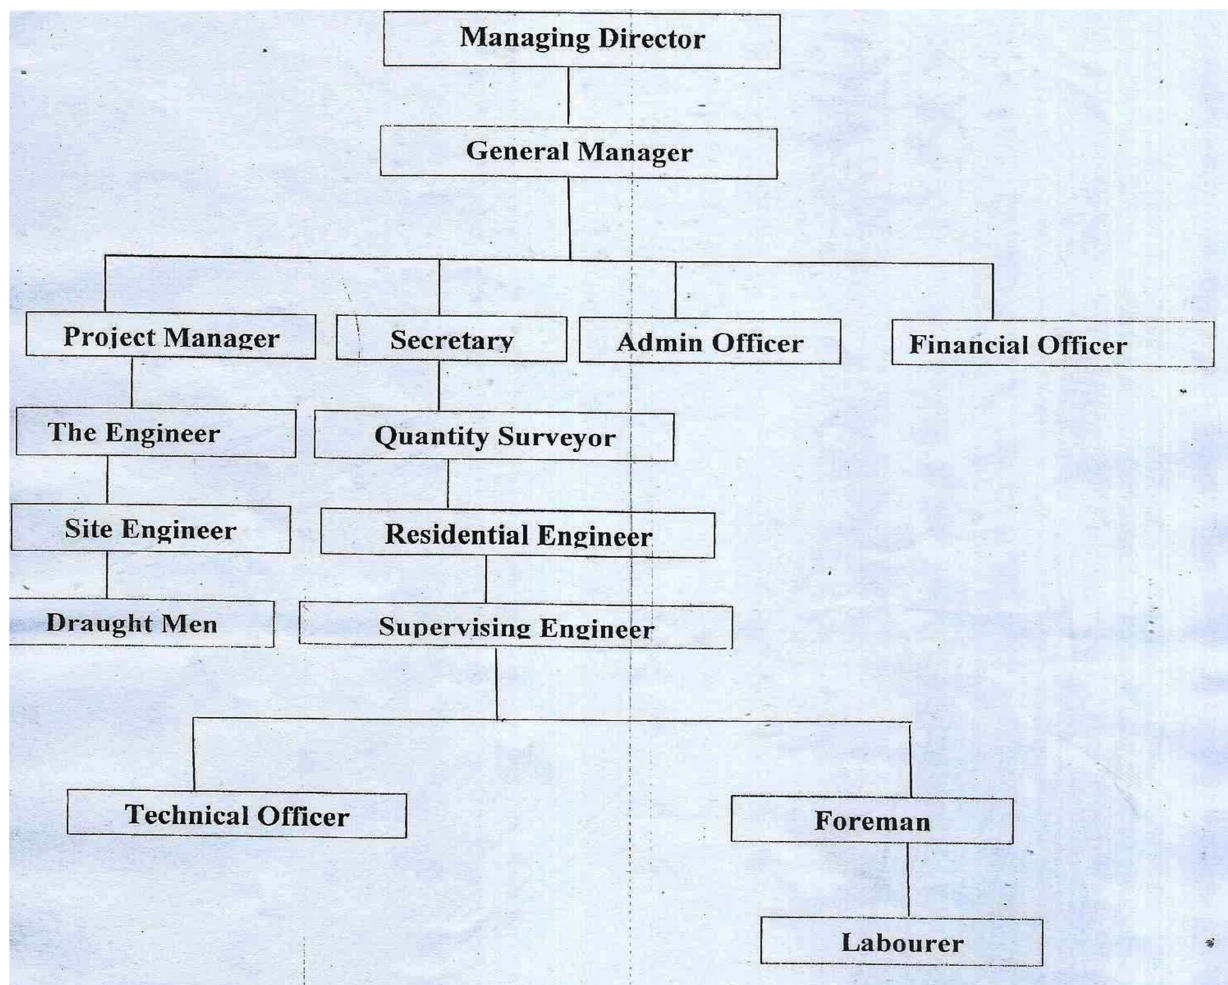 Managing Director
General Manager
Project Manager
Secretary
Admin Officer
Financial Officer
The Engineer
Quantity Surveyor
Site Engineer
Residential Engineer
Draught Men
Supervising Engineer
Technical Officer
Foreman
Labourer